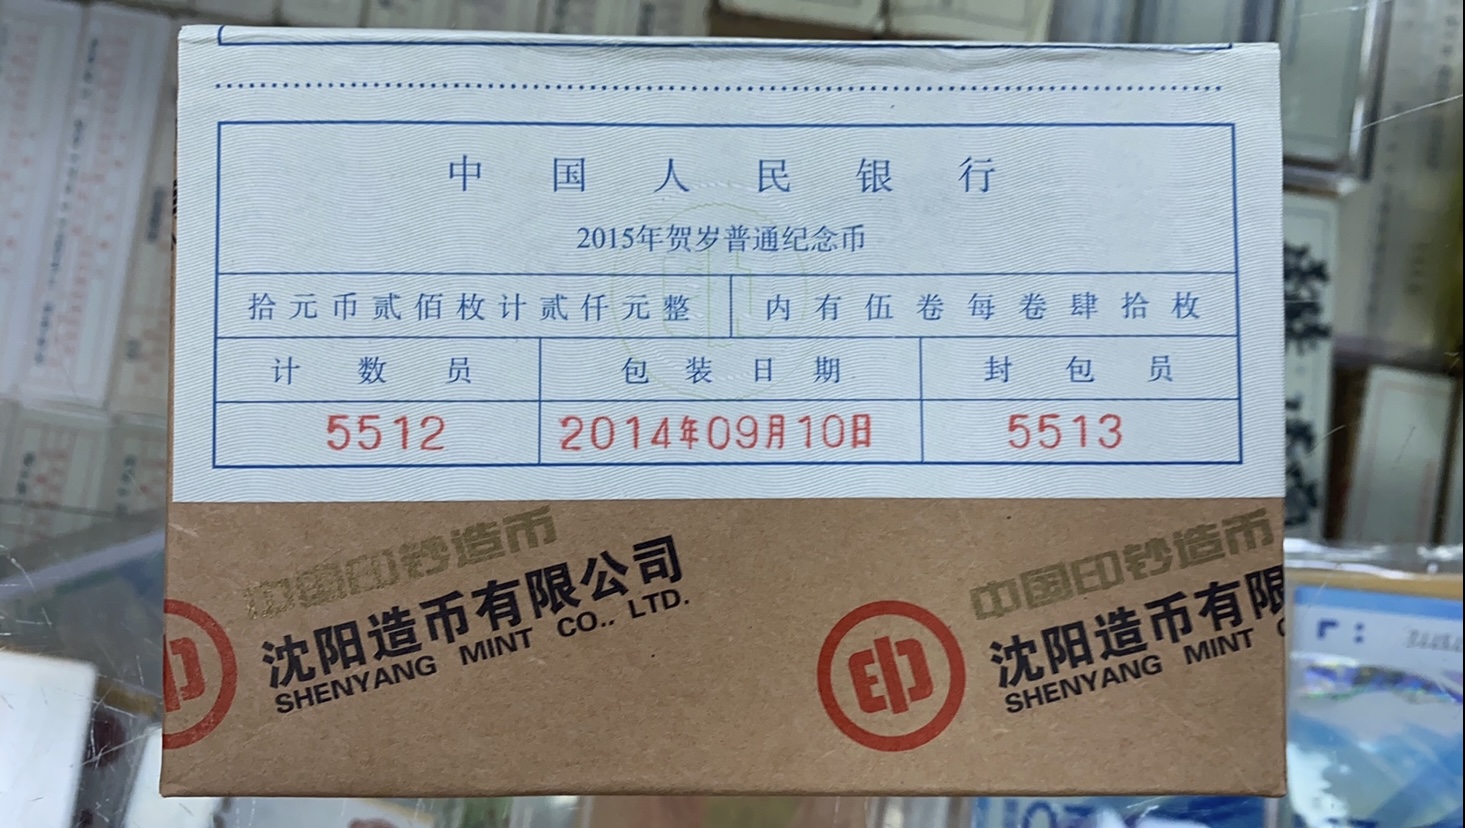 中国人民银行
2015年贺岁普通纪念币
拾元币贰佰枚计贰仟元整 内有伍卷每卷肆拾枚
计数员 包装日期 封包员
5512 2014年09月10日 5513
中国印钞造币
沈阳造币有限公司
SHENYANG MINT CO., LTD.
印
中国印钞造币
沈阳造币有限
SHENYANG MINT